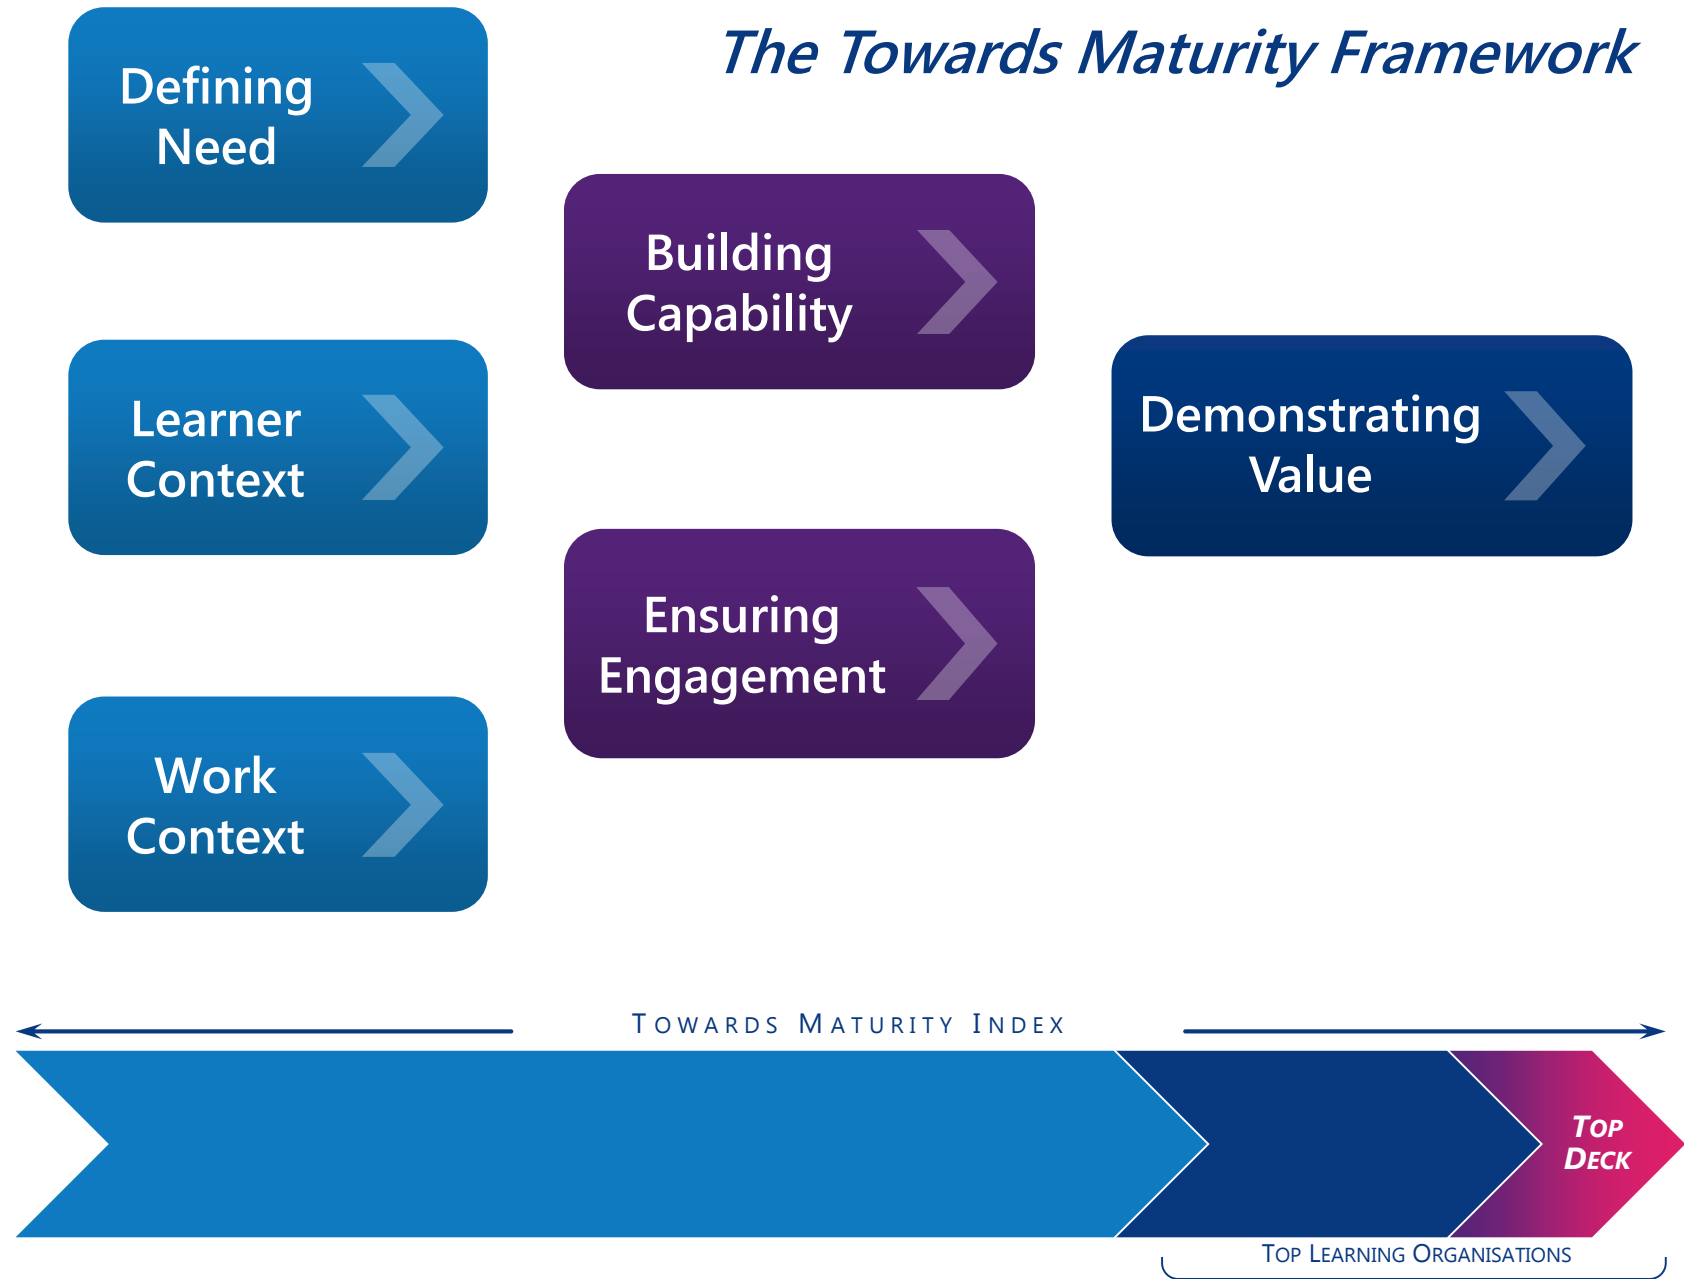 The Towards Maturity Framework
Defining
Need
Learner
Context
Work
Context
Building
Capability
Ensuring
Engagement
Demonstrating
Value
TOWARDS MATURITY INDEX
TOP
DECK
TOP LEARNING ORGANISATIONS